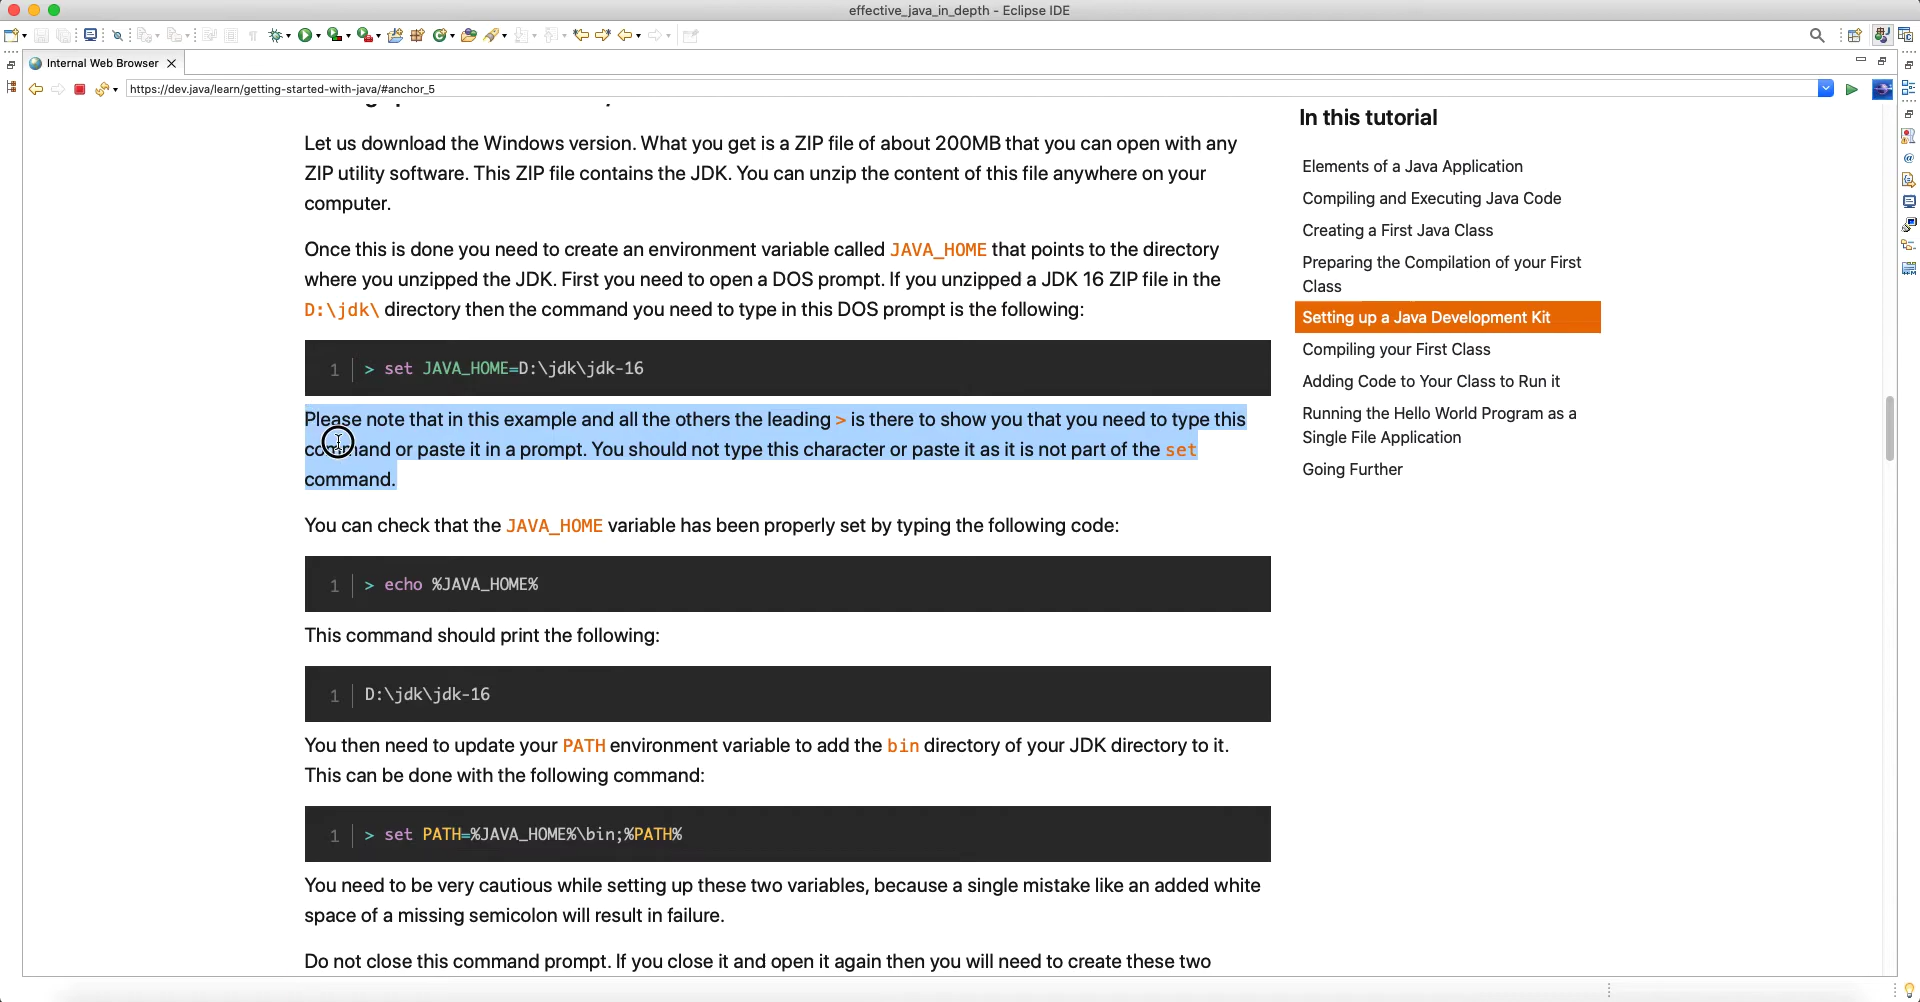 effective_java_in_depth - Eclipse IDE
Internal Web Browser
https://dev.java/learn/getting-started-with-java/#anchor_5
Let us download the Windows version. What you get is a ZIP file of about 200MB that you can open with any
ZIP utility software. This ZIP file contains the JDK. You can unzip the content of this file anywhere on your
computer.
Once this is done you need to create an environment variable called JAVA_HOME that points to the directory
where you unzipped the JDK. First you need to open a DOS prompt. If you unzipped a JDK 16 ZIP file in the
D:\jdk\ directory then the command you need to type in this DOS prompt is the following:
1 > set JAVA_HOME=D:\jdk\jdk-16
Please note that in this example and all the others the leading > is there to show you that you need to type this
command or paste it in a prompt. You should not type this character or paste it as it is not part of the set
command.
You can check that the JAVA_HOME variable has been properly set by typing the following code:
1 > echo %JAVA_HOME%
This command should print the following:
1 D:\jdk\jdk-16
You then need to update your PATH environment variable to add the bin directory of your JDK directory to it.
This can be done with the following command:
1 > set PATH=%JAVA_HOME%\bin;%PATH%
You need to be very cautious while setting up these two variables, because a single mistake like an added white
space of a missing semicolon will result in failure.
Do not close this command prompt. If you close it and open it again then you will need to create these two
In this tutorial
Elements of a Java Application
Compiling and Executing Java Code
Creating a First Java Class
Preparing the Compilation of your First
Class
Setting up a Java Development Kit
Compiling your First Class
Adding Code to Your Class to Run it
Running the Hello World Program as a
Single File Application
Going Further